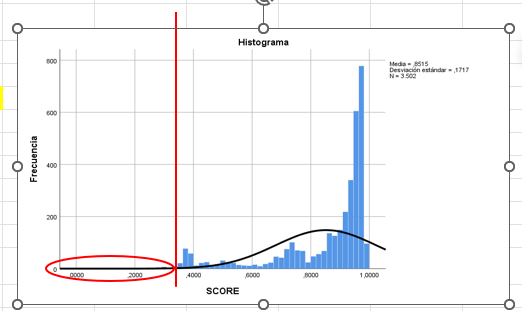 Histograma
Media = ,8515
Desviación estándar = ,1717
N = 3.502
Frecuencia
800
600
400
200
0
,0000 ,2000 ,4000 ,6000 ,8000 1,0000
SCORE